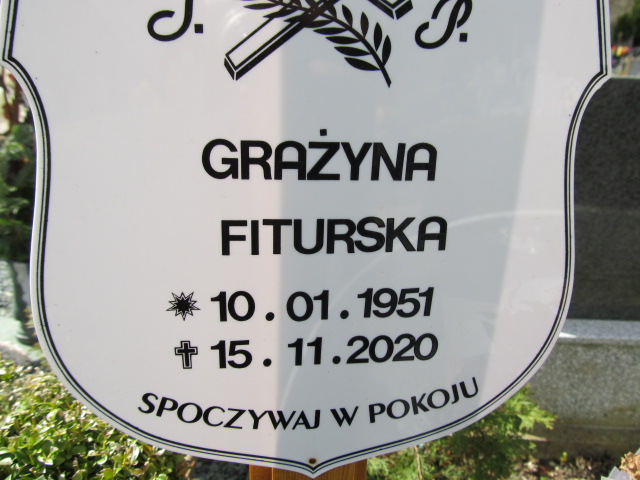 Ś. P.
GRAŻYNA
FITURSKA
10.01.1951
15.11.2020
SPOCZYWAJ W POKOJU